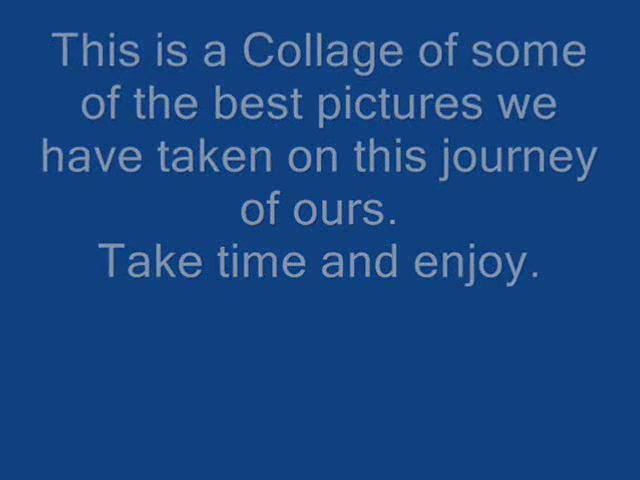 This is a Collage of some
of the best pictures we
have taken on this journey
of ours.
Take time and enjoy.